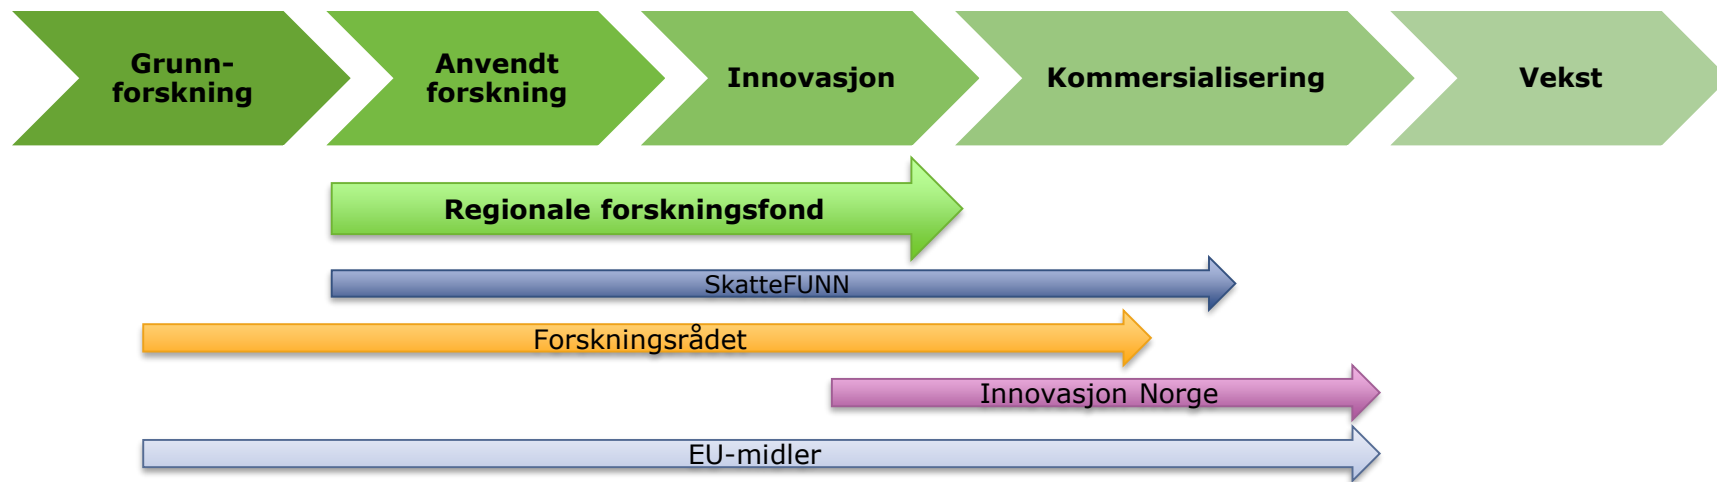 Grunn-
forskning
Anvendt
forskning
Innovasjon
Kommersialisering
Vekst
Regionale forskningsfond
SkatteFUNN
Forskningsrådet
Innovasjon Norge
EU-midler